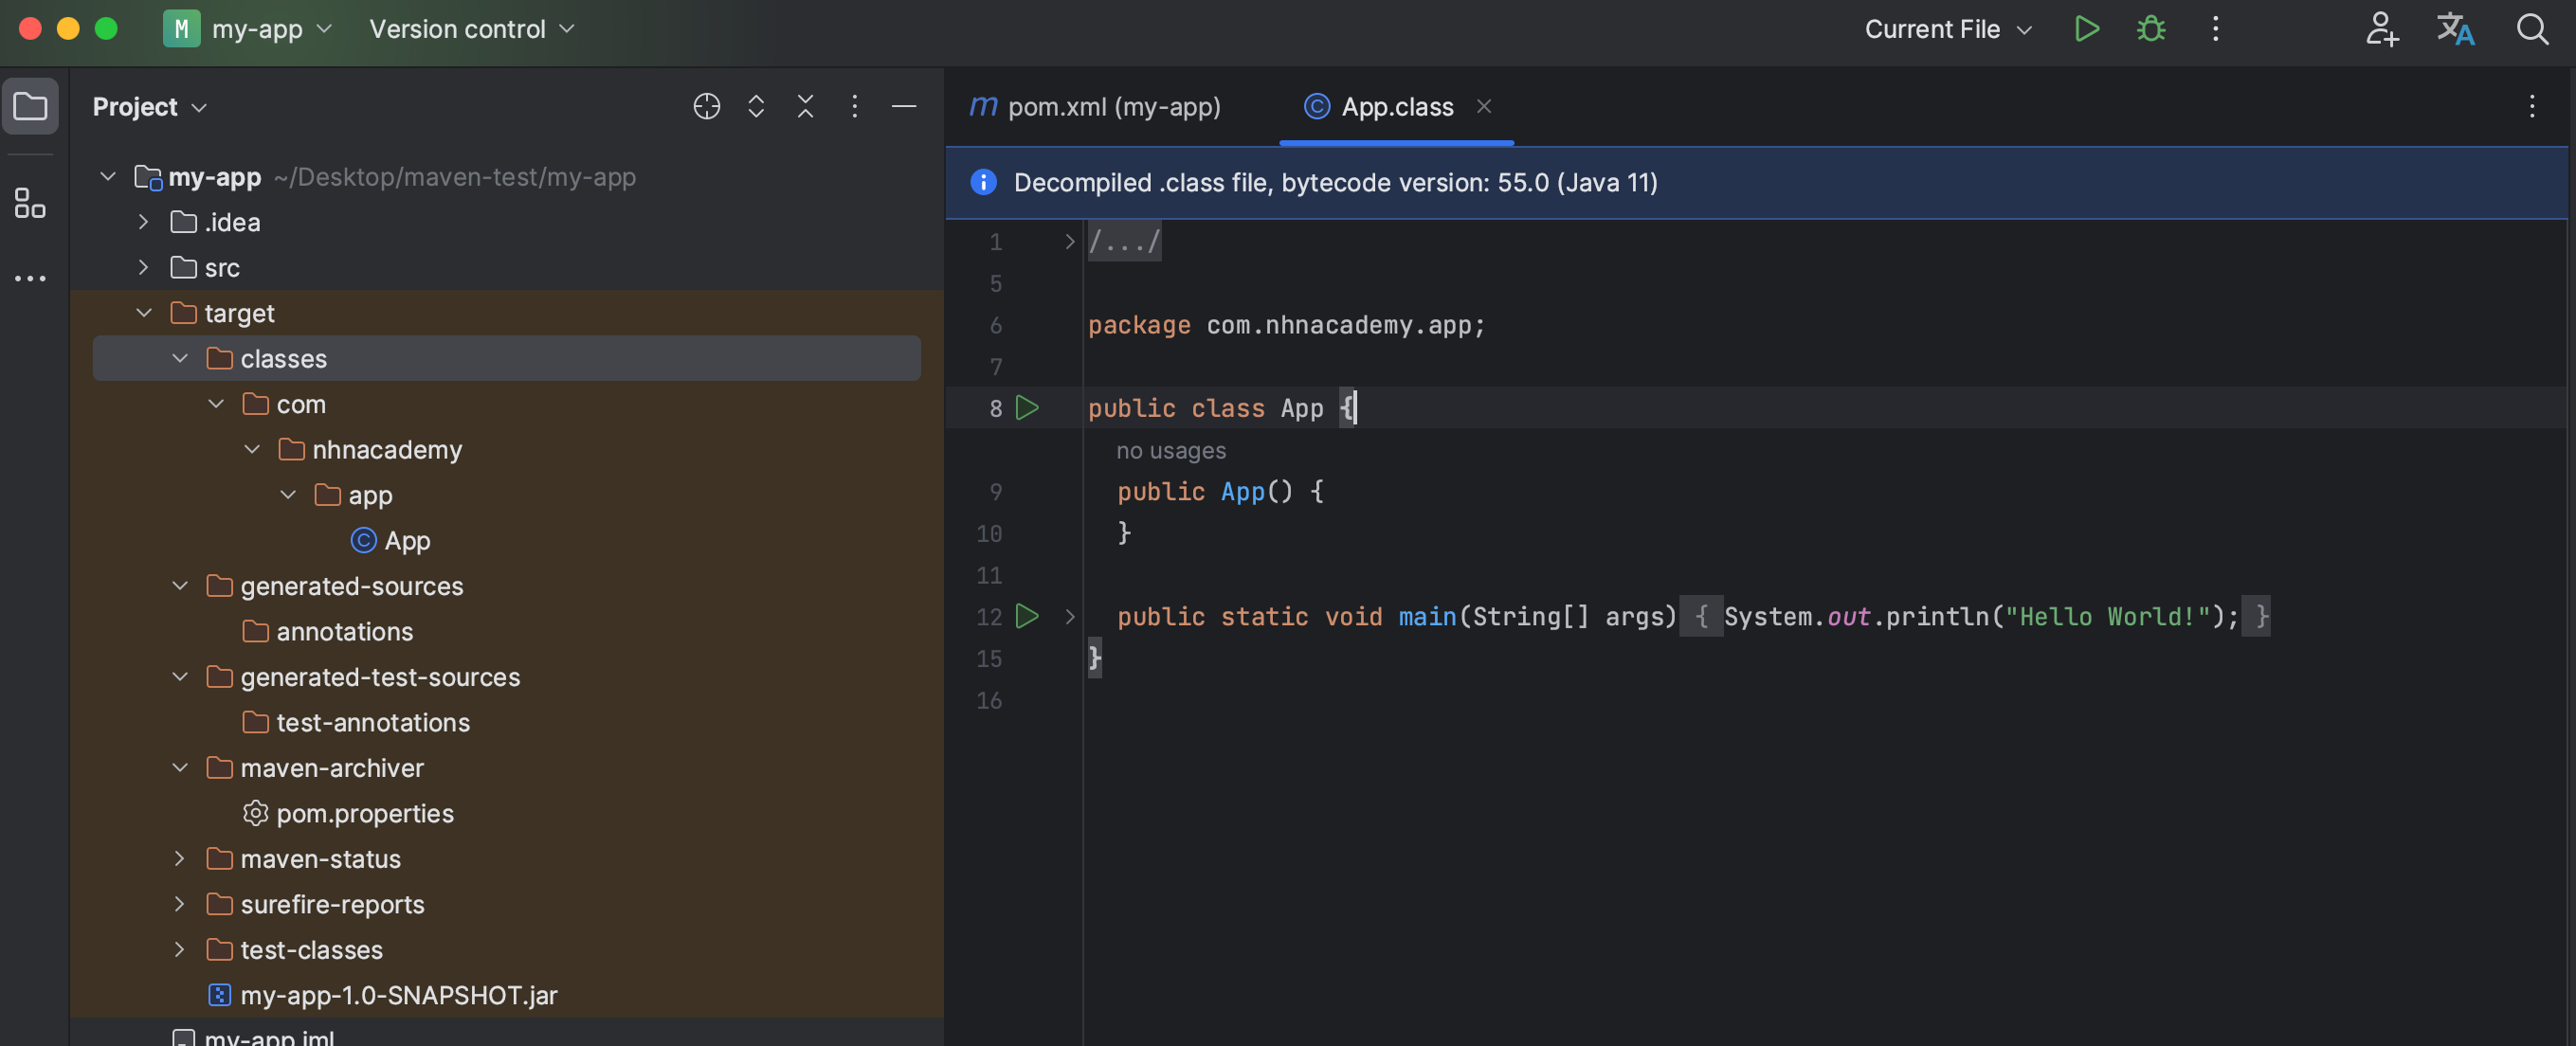 M my-app Version control Current File
Project
pom.xml (my-app) App.class
my-app ~/Desktop/maven-test/my-app
.idea
src
target
classes
com
nhnacademy
app
App
generated-sources
annotations
generated-test-sources
test-annotations
maven-archiver
pom.properties
maven-status
surefire-reports
test-classes
my-app-1.0-SNAPSHOT.jar
my-app.iml
Decompiled .class file, bytecode version: 55.0 (Java 11)
1 /.../
5
6 package com.nhnacademy.app;
7
8 public class App {
no usages
9 public App() {
10 }
11
12 public static void main(String[] args) { System.out.println("Hello World!"); }
15 }
16